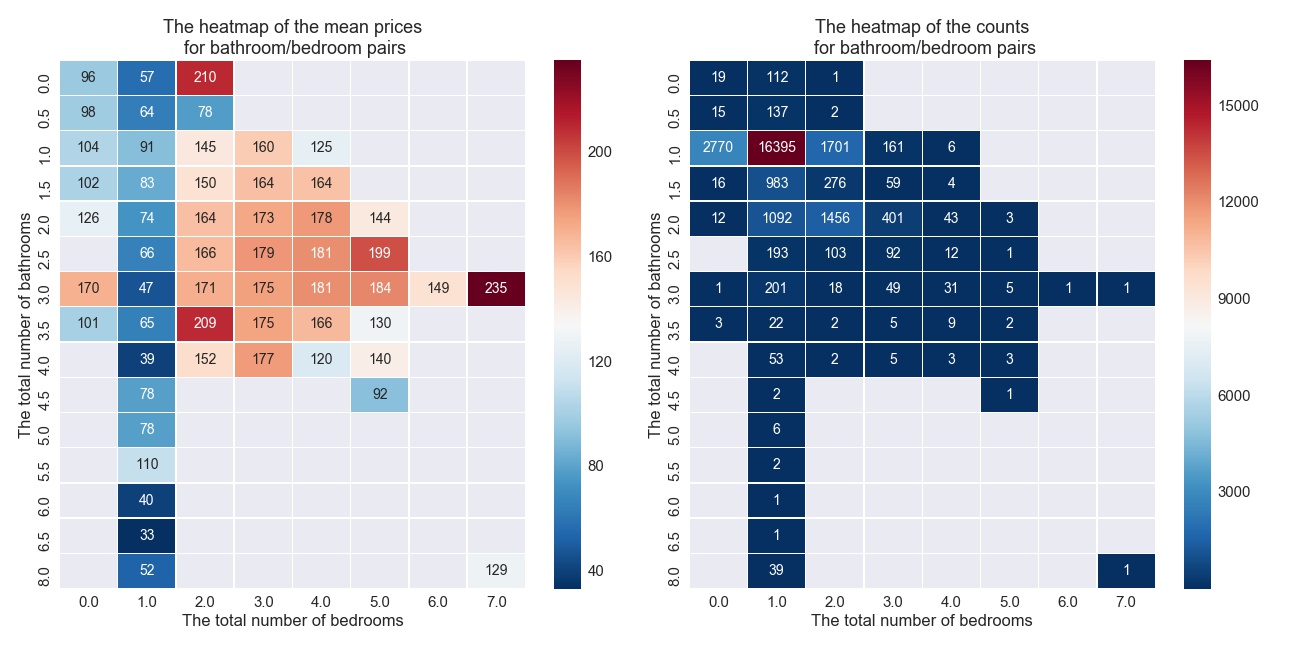 The heatmap of the mean prices
for bathroom/bedroom pairs
The total number of bathrooms
0.0 96 57 210
0.5 98 64 78
1.0 104 91 145 160 125
1.5 102 83 150 164 164
2.0 126 74 164 173 178 144
2.5 66 166 179 181 199
3.0 170 47 171 175 181 184 149 235
3.5 101 65 209 175 166 130
4.0 39 152 177 120 140
4.5 78 92
5.0 78
5.5 110
6.0 40
6.5 33
8.0 52 129
0.0 1.0 2.0 3.0 4.0 5.0 6.0 7.0
The total number of bedrooms
200
160
120
80
40
The heatmap of the counts
for bathroom/bedroom pairs
The total number of bathrooms
0.0 19 112 1
0.5 15 137 2
1.0 2770 16395 1701 161 6
1.5 16 983 276 59 4
2.0 12 1092 1456 401 43 3
2.5 193 103 92 12 1
3.0 1 201 18 49 31 5 1 1
3.5 3 22 2 5 9 2
4.0 53 2 5 3 3
4.5 2 1
5.0 6
5.5 2
6.0 1
6.5 1
8.0 39 1
0.0 1.0 2.0 3.0 4.0 5.0 6.0 7.0
The total number of bedrooms
15000
12000
9000
6000
3000